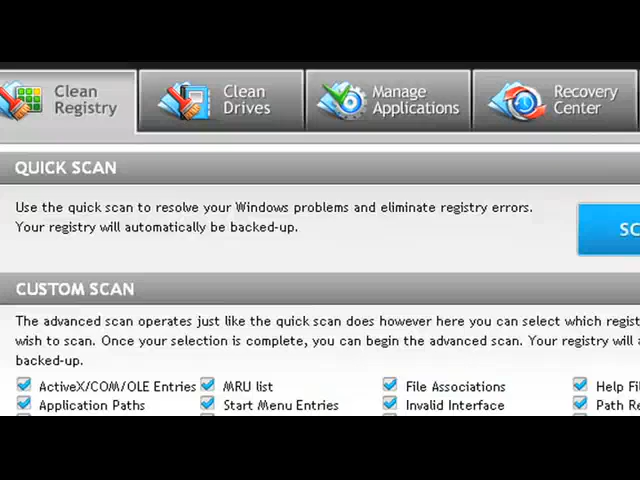 Clean Registry
Clean Drives
Manage Applications
Recovery Center
QUICK SCAN
Use the quick scan to resolve your Windows problems and eliminate registry errors.
Your registry will automatically be backed-up.
CUSTOM SCAN
The advanced scan operates just like the quick scan does however here you can select which
wish to scan. Once your selection is complete, you can begin the advanced scan. Your registry will
backed-up.
ActiveX/COM/OLE Entries MRU list File Associations Help
Application Paths Start Menu Entries Invalid Interface Path